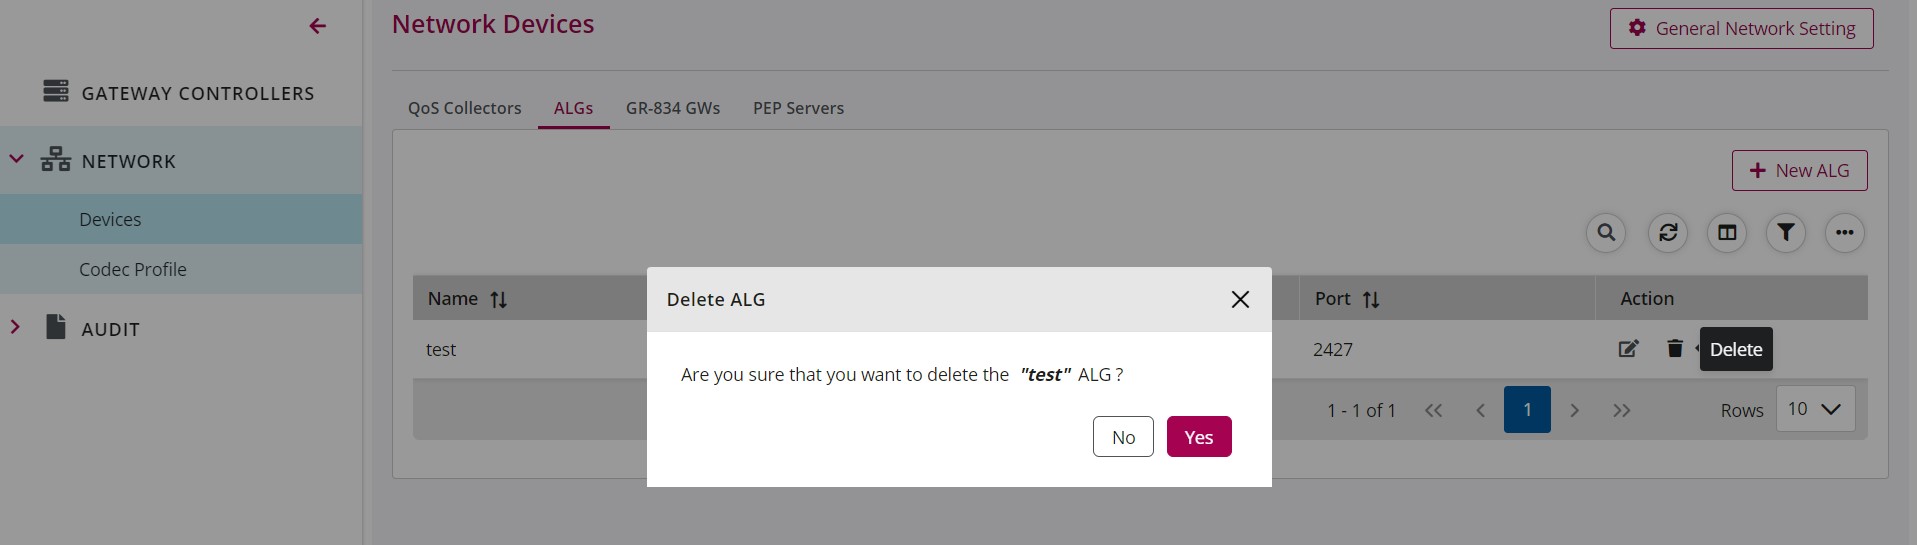 Network Devices
General Network Setting
GATEWAY CONTROLLERS
NETWORK
Devices
Codec Profile
AUDIT
QoS Collectors ALGs GR-834 GWs PEP Servers
New ALG
Name Port Action
test 2427 Delete
1 - 1 of 1 1 Rows 10
Delete ALG
Are you sure that you want to delete the "test" ALG ?
No Yes